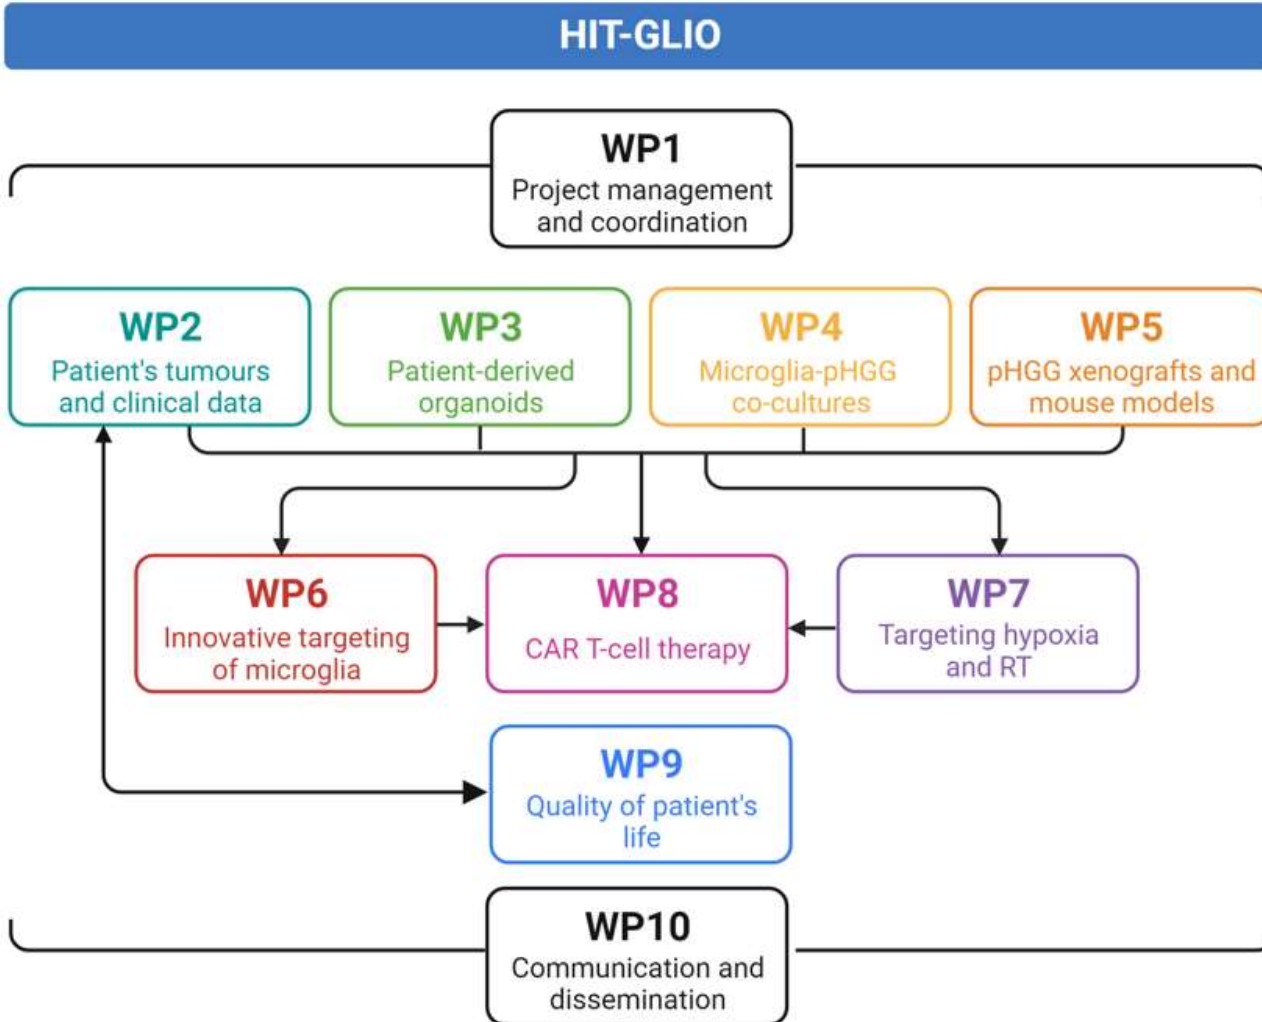 HIT-GLIO
WP1
Project management
and coordination
WP2
Patient's tumours
and clinical data
WP3
Patient-derived
organoids
WP4
Microglia-pHGG
co-cultures
WP5
pHGG xenografts and
mouse models
WP6
Innovative targeting
of microglia
WP8
CAR T-cell therapy
WP7
Targeting hypoxia
and RT
WP9
Quality of patient's
life
WP10
Communication and
dissemination